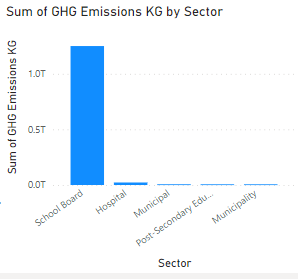 Sum of GHG Emissions KG by Sector
Sum of GHG Emissions KG
1.0T
0.5T
0.0T
School Board
Hospital
Municipal
Post-Secondary Edu...
Municipality
Sector